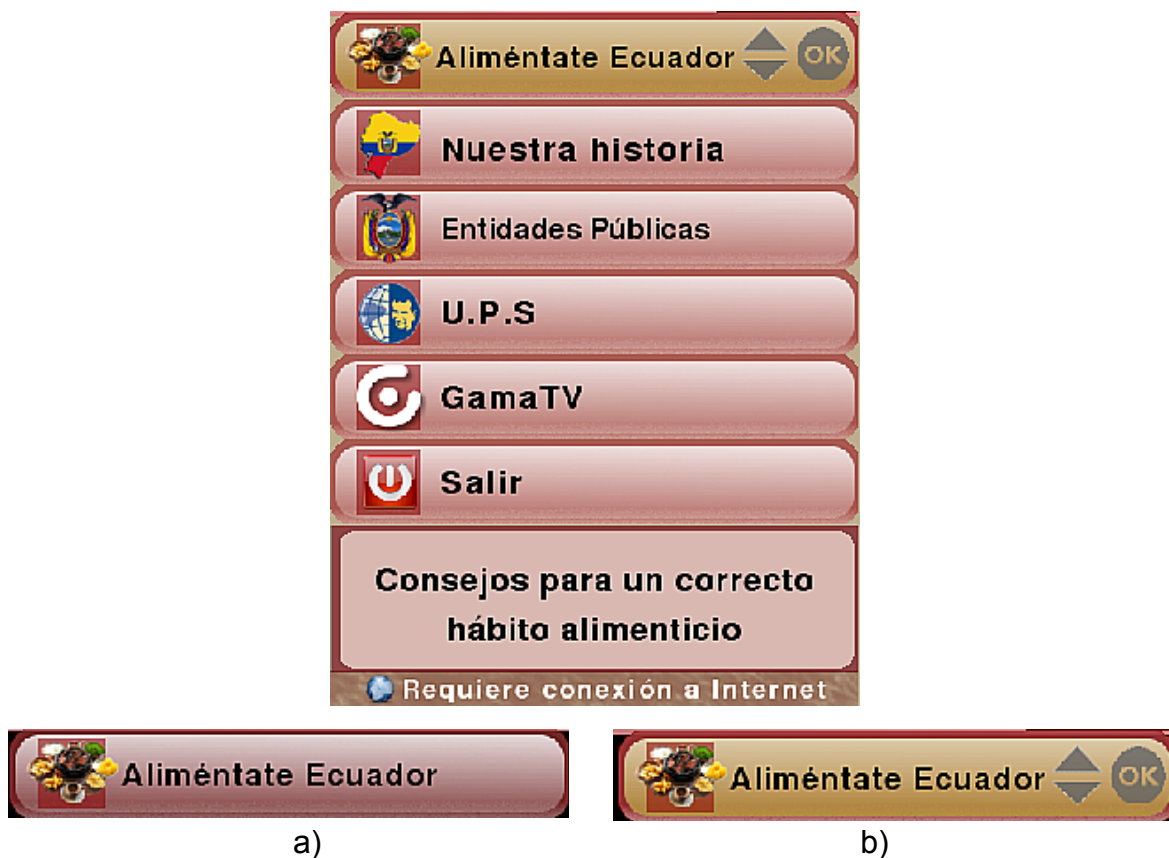 Aliméntate Ecuador OK
Nuestra historia
Entidades Públicas
U.P.S
GamaTV
Salir
Consejos para un correcto
hábito alimenticio
Requiere conexión a Internet
Aliméntate Ecuador
Aliméntate Ecuador OK
a)
b)